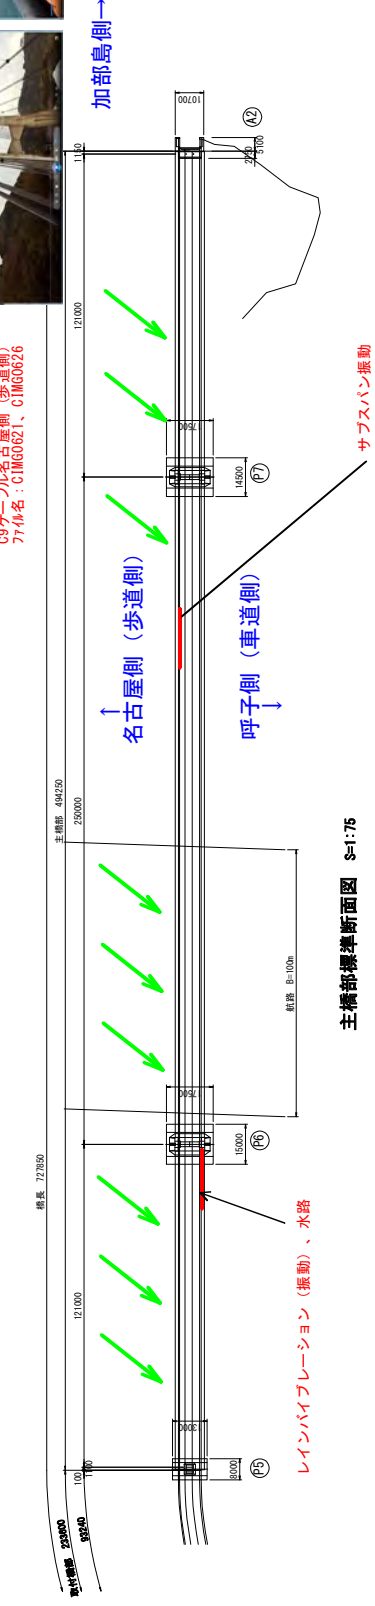 加部島側→
C9ケーブル名古屋側（歩道側）
ファイル名：CIMG0621、CIMG0626
橋長 727850
主橋部 494250
取付橋部 233600
93240
100
1100
121000
250000
121000
1150
↑
名古屋側（歩道側）
呼子側（車道側）
↓
13000
17500
17500
10700
8000
15000
14500
5100
P5
P6
P7
A2
航路 B=100m
サブスパン振動
レインバイブレーション（振動）、水路
主橋部標準断面図 S=1:75